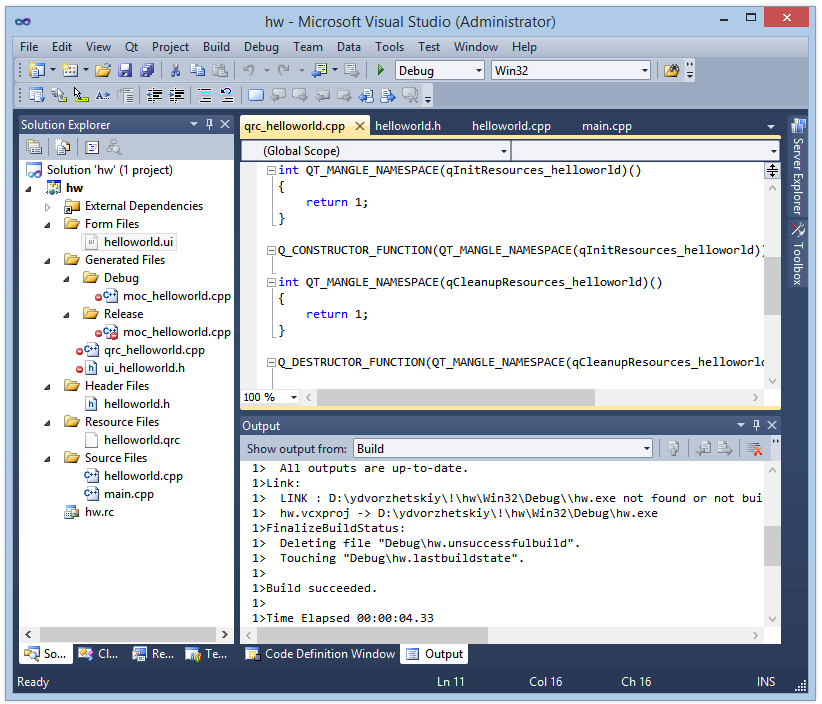 hw - Microsoft Visual Studio (Administrator)
File Edit View Qt Project Build Debug Team Data Tools Test Window Help
Debug Win32
Solution Explorer
Solution 'hw' (1 project)
hw
External Dependencies
Form Files
helloworld.ui
Generated Files
Debug
moc_helloworld.cpp
Release
moc_helloworld.cpp
qrc_helloworld.cpp
ui_helloworld.h
Header Files
helloworld.h
Resource Files
helloworld.qrc
Source Files
helloworld.cpp
main.cpp
hw.rc
So... Cl... Re... Te...
qrc_helloworld.cpp helloworld.h helloworld.cpp main.cpp
(Global Scope)
int QT_MANGLE_NAMESPACE(qInitResources_helloworld)()
{
return 1;
}
Q_CONSTRUCTOR_FUNCTION(QT_MANGLE_NAMESPACE(qInitResources_helloworld))
int QT_MANGLE_NAMESPACE(qCleanupResources_helloworld)()
{
return 1;
}
Q_DESTRUCTOR_FUNCTION(QT_MANGLE_NAMESPACE(qCleanupResources_helloworld
100 %
Output
Show output from: Build
1> All outputs are up-to-date.
1>Link:
1> LINK : D:\ydvorzhetskiy\!\hw\Win32\Debug\\hw.exe not found or not bui
1> hw.vcxproj -> D:\ydvorzhetskiy\!\hw\Win32\Debug\hw.exe
1>FinalizeBuildStatus:
1> Deleting file "Debug\hw.unsuccessfulbuild".
1> Touching "Debug\hw.lastbuildstate".
1>
1>Build succeeded.
1>
1>Time Elapsed 00:00:04.33
Code Definition Window Output
Server Explorer
Toolbox
Ready Ln 11 Col 16 Ch 16 INS